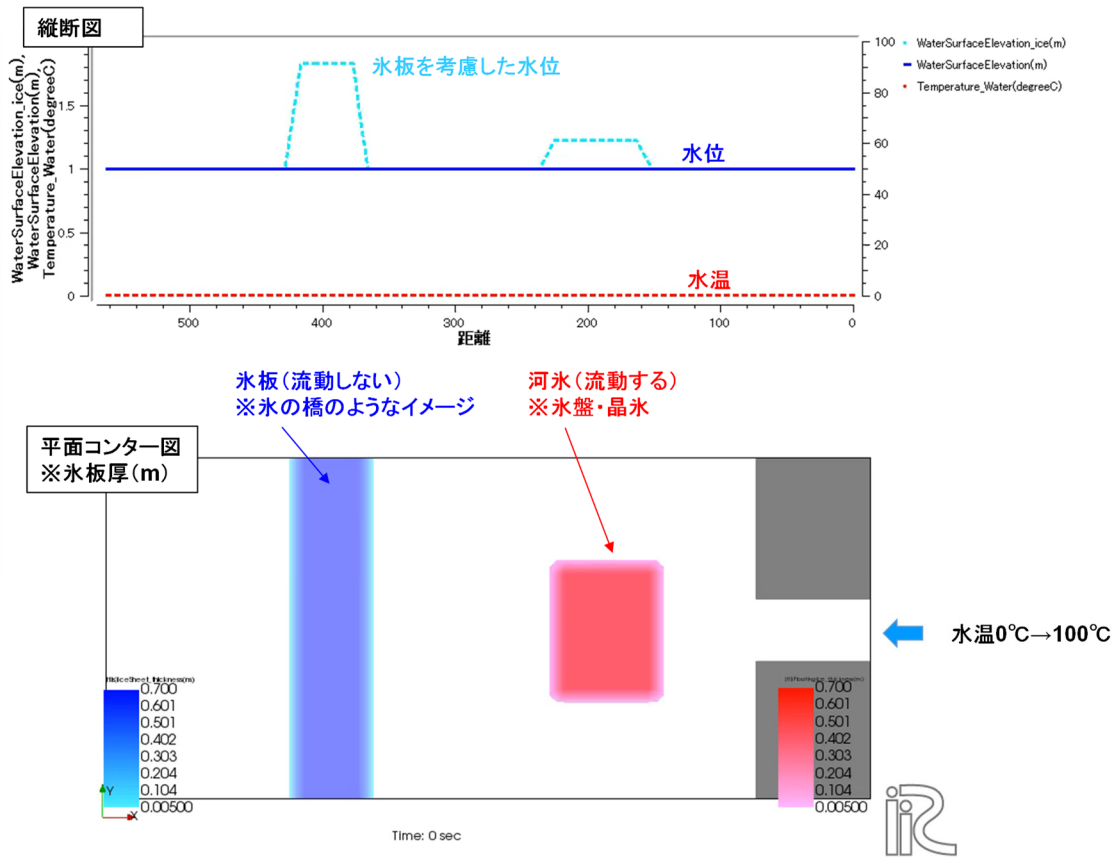 縦断図
WaterSurfaceElevation_ice(m),
WaterSurfaceElevation(m),
Temperature_Water(degreeC)
1.5
1
0.5
0
100
80
60
40
20
0
WaterSurfaceElevation_ice(m)
WaterSurfaceElevation(m)
Temperature_Water(degreeC)
氷板を考慮した水位
水位
水温
500
400
300
200
100
0
距離
氷板（流動しない）
※氷の橋のようなイメージ
河氷（流動する）
※氷盤・晶氷
平面コンター図
※氷板厚（m）
水温0℃→100℃
0.700
0.601
0.501
0.402
0.303
0.204
0.104
0.00500
Y
X
0.700
0.601
0.501
0.402
0.303
0.204
0.104
0.00500
Time: 0 sec
iRIC